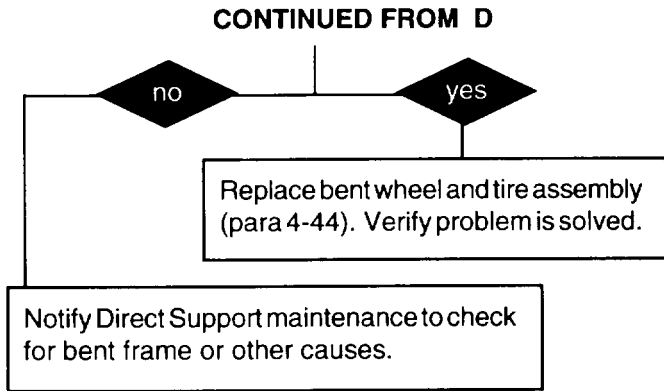 CONTINUED FROM D
no
yes
Replace bent wheel and tire assembly
(para 4-44). Verify problem is solved.
Notify Direct Support maintenance to check
for bent frame or other causes.